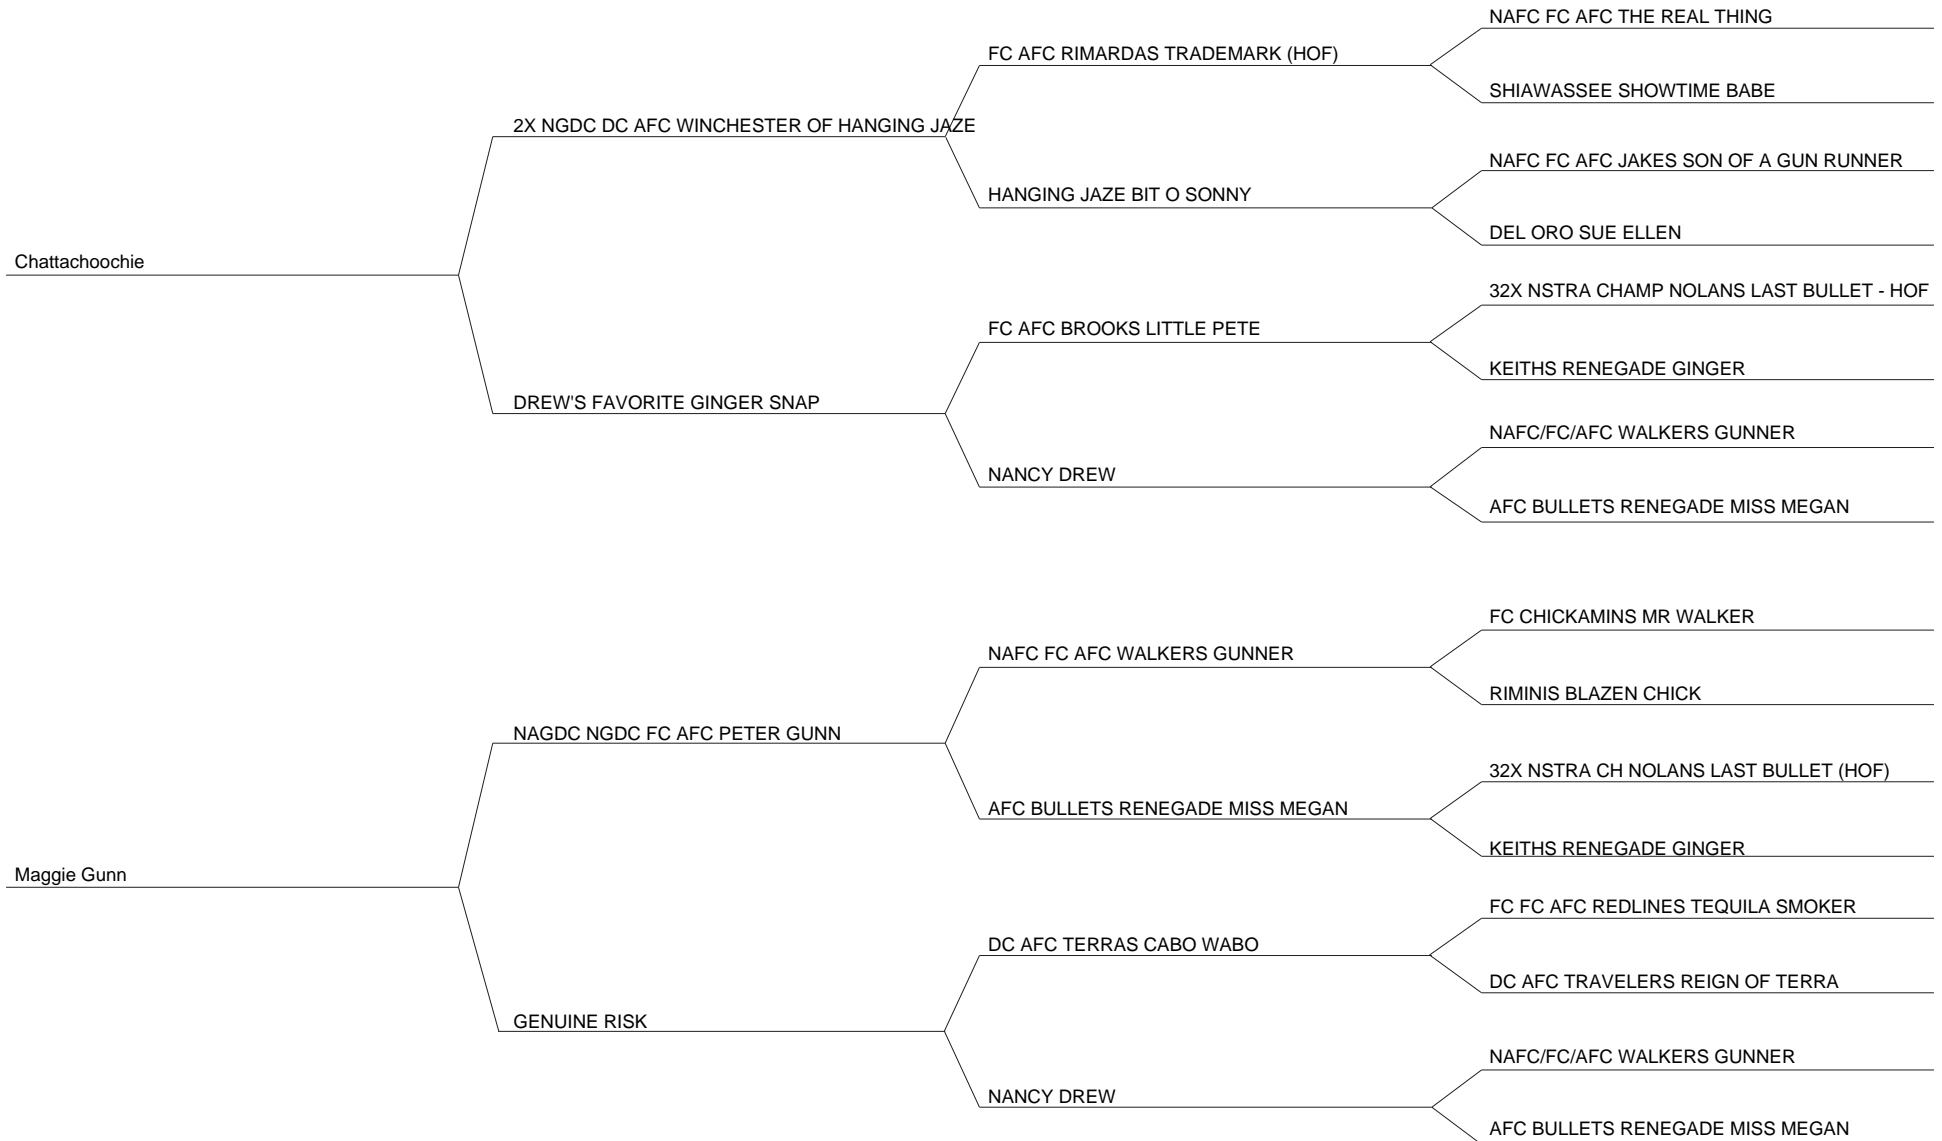 NAFC FC AFC THE REAL THING
FC AFC RIMARDAS TRADEMARK (HOF)
SHIAWASSEE SHOWTIME BABE
2X NGDC DC AFC WINCHESTER OF HANGING JAZE
NAFC FC AFC JAKES SON OF A GUN RUNNER
HANGING JAZE BIT O SONNY
DEL ORO SUE ELLEN
Chattachoochie
32X NSTRA CHAMP NOLANS LAST BULLET - HOF
FC AFC BROOKS LITTLE PETE
KEITHS RENEGADE GINGER
DREW'S FAVORITE GINGER SNAP
NAFC/FC/AFC WALKERS GUNNER
NANCY DREW
AFC BULLETS RENEGADE MISS MEGAN
FC CHICKAMINS MR WALKER
NAFC FC AFC WALKERS GUNNER
RIMINIS BLAZEN CHICK
NAGDC NGDC FC AFC PETER GUNN
32X NSTRA CH NOLANS LAST BULLET (HOF)
AFC BULLETS RENEGADE MISS MEGAN
KEITHS RENEGADE GINGER
Maggie Gunn
FC FC AFC REDLINES TEQUILA SMOKER
DC AFC TERRAS CABO WABO
DC AFC TRAVELERS REIGN OF TERRA
GENUINE RISK
NAFC/FC/AFC WALKERS GUNNER
NANCY DREW
AFC BULLETS RENEGADE MISS MEGAN